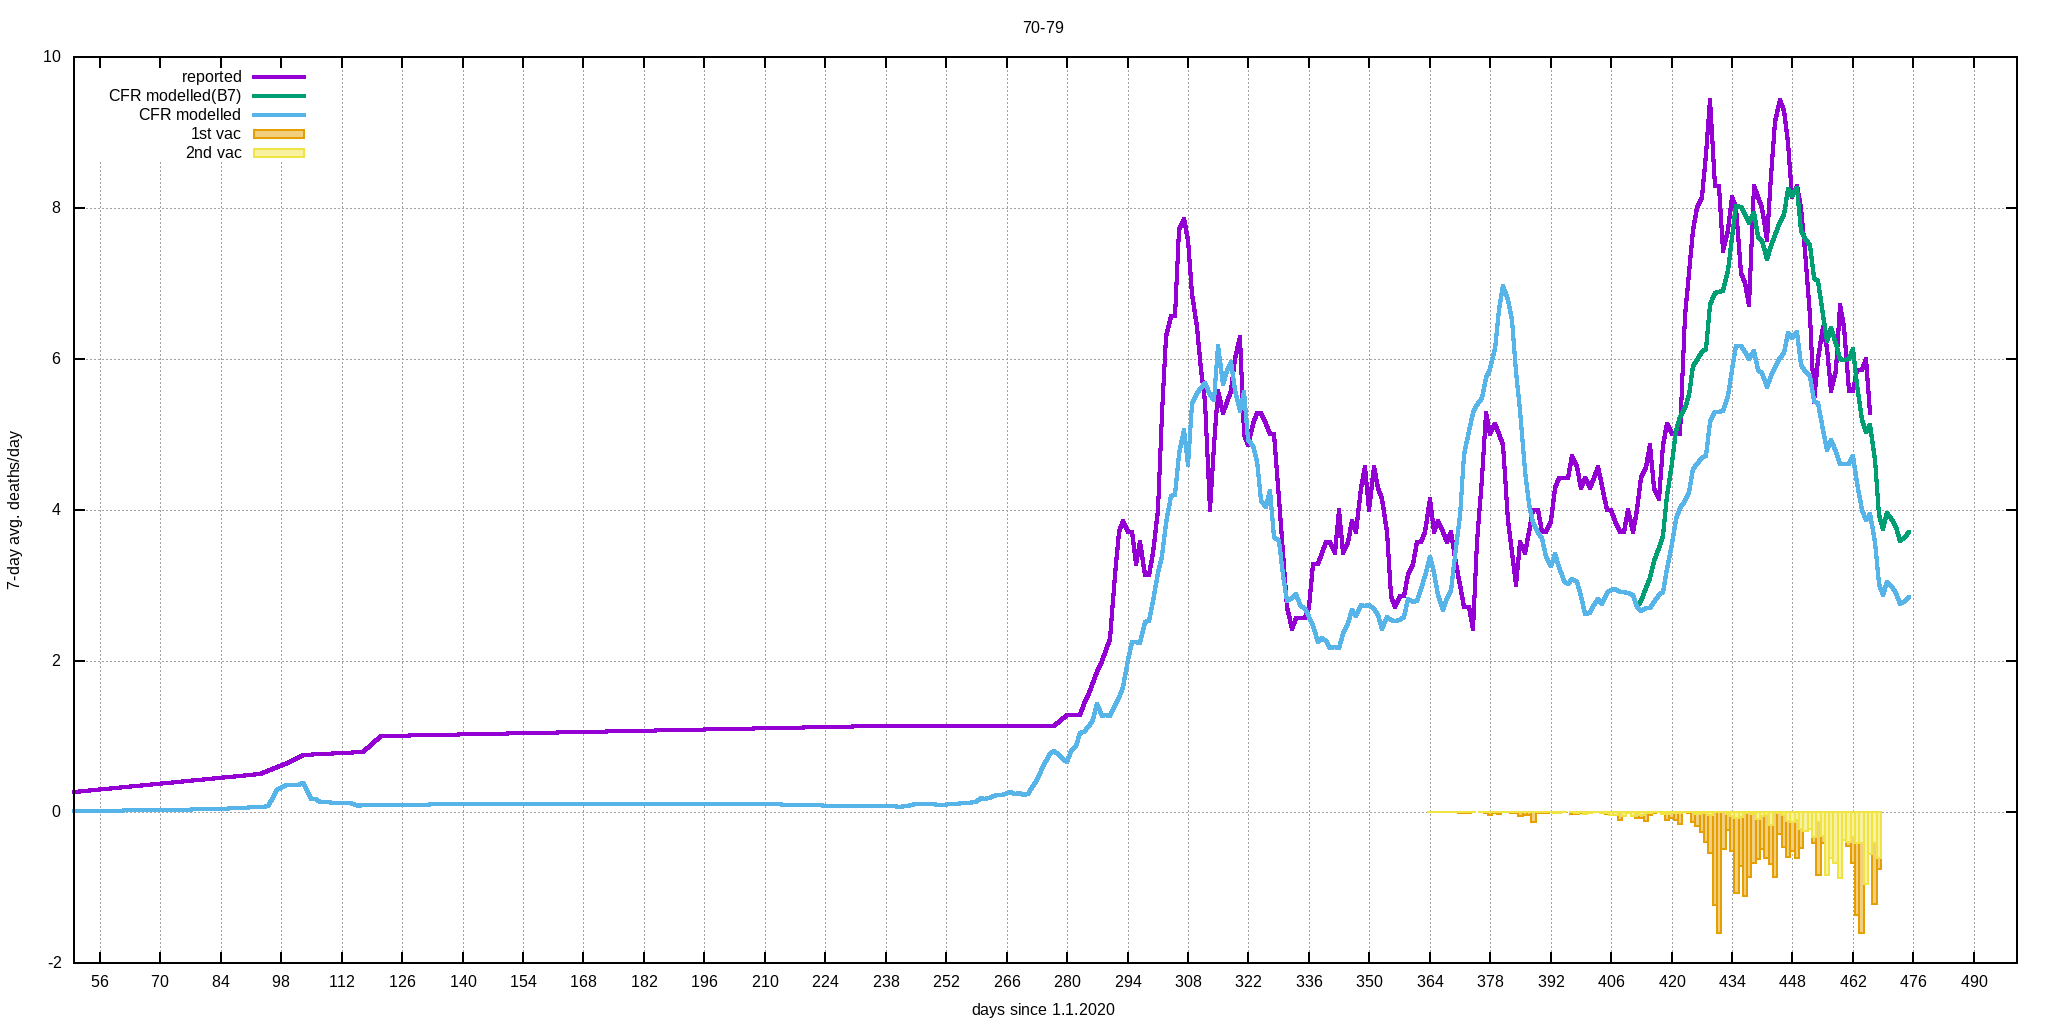 70-79
10
8
6
4
2
0
-2
7-day avg. deaths/day
reported
CFR modelled(B7)
CFR modelled
1st vac
2nd vac
56 70 84 98 112 126 140 154 168 182 196 210 224 238 252 266 280 294 308 322 336 350 364 378 392 406 420 434 448 462 476 490
days since 1.1.2020